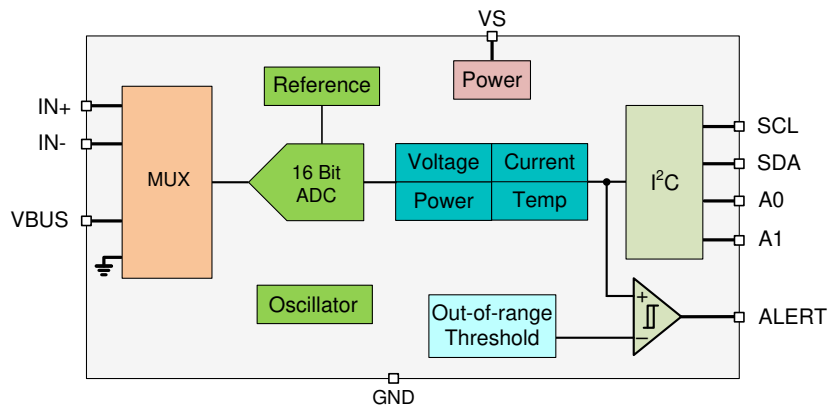 VS
Power
Reference
IN+
IN-
VBUS
MUX
16 Bit
ADC
Voltage
Current
Power
Temp
I²C
SCL
SDA
A0
A1
Oscillator
Out-of-range
Threshold
+
−
ALERT
GND